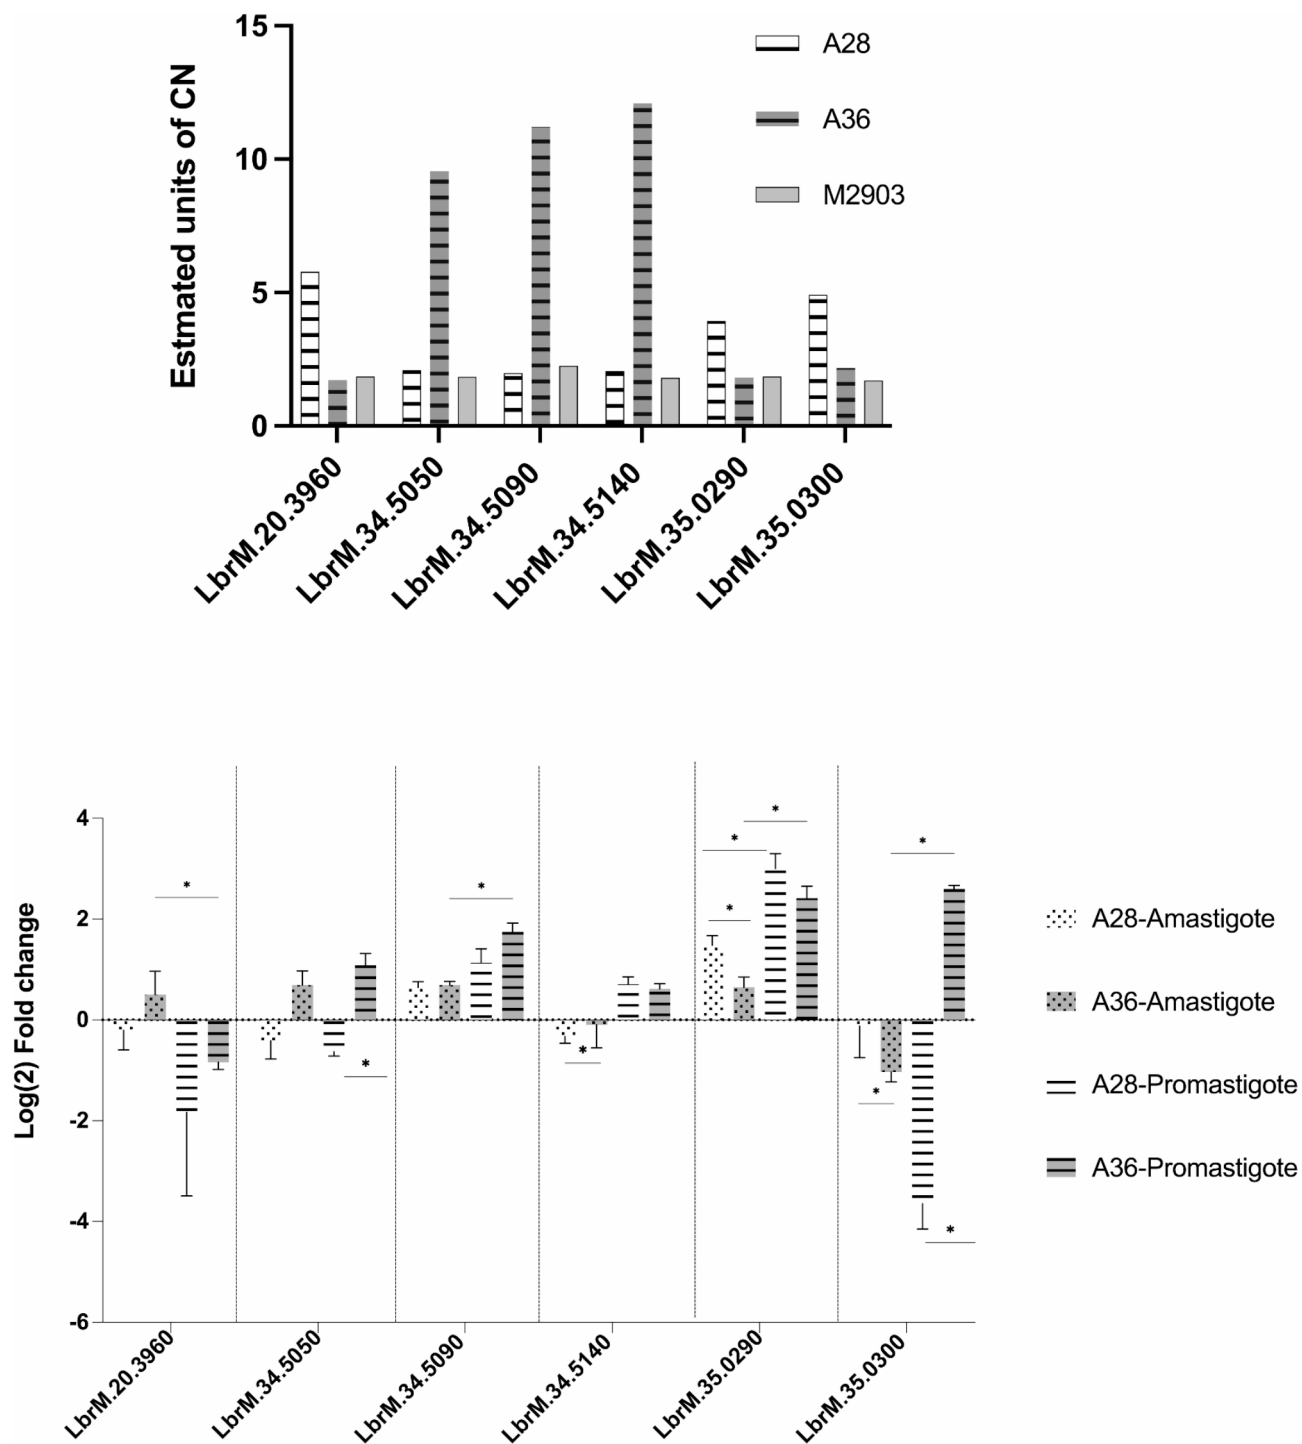 Estmated units of CN
15
10
5
0
A28
A36
M2903
LbrM.20.3960
LbrM.34.5050
LbrM.34.5090
LbrM.34.5140
LbrM.35.0290
LbrM.35.0300
Log(2) Fold change
4
2
0
-2
-4
-6
*
*
*
*
*
*
*
*
*
*
A28-Amastigote
A36-Amastigote
A28-Promastigote
A36-Promastigote
LbrM.20.3960
LbrM.34.5050
LbrM.34.5090
LbrM.34.5140
LbrM.35.0290
LbrM.35.0300